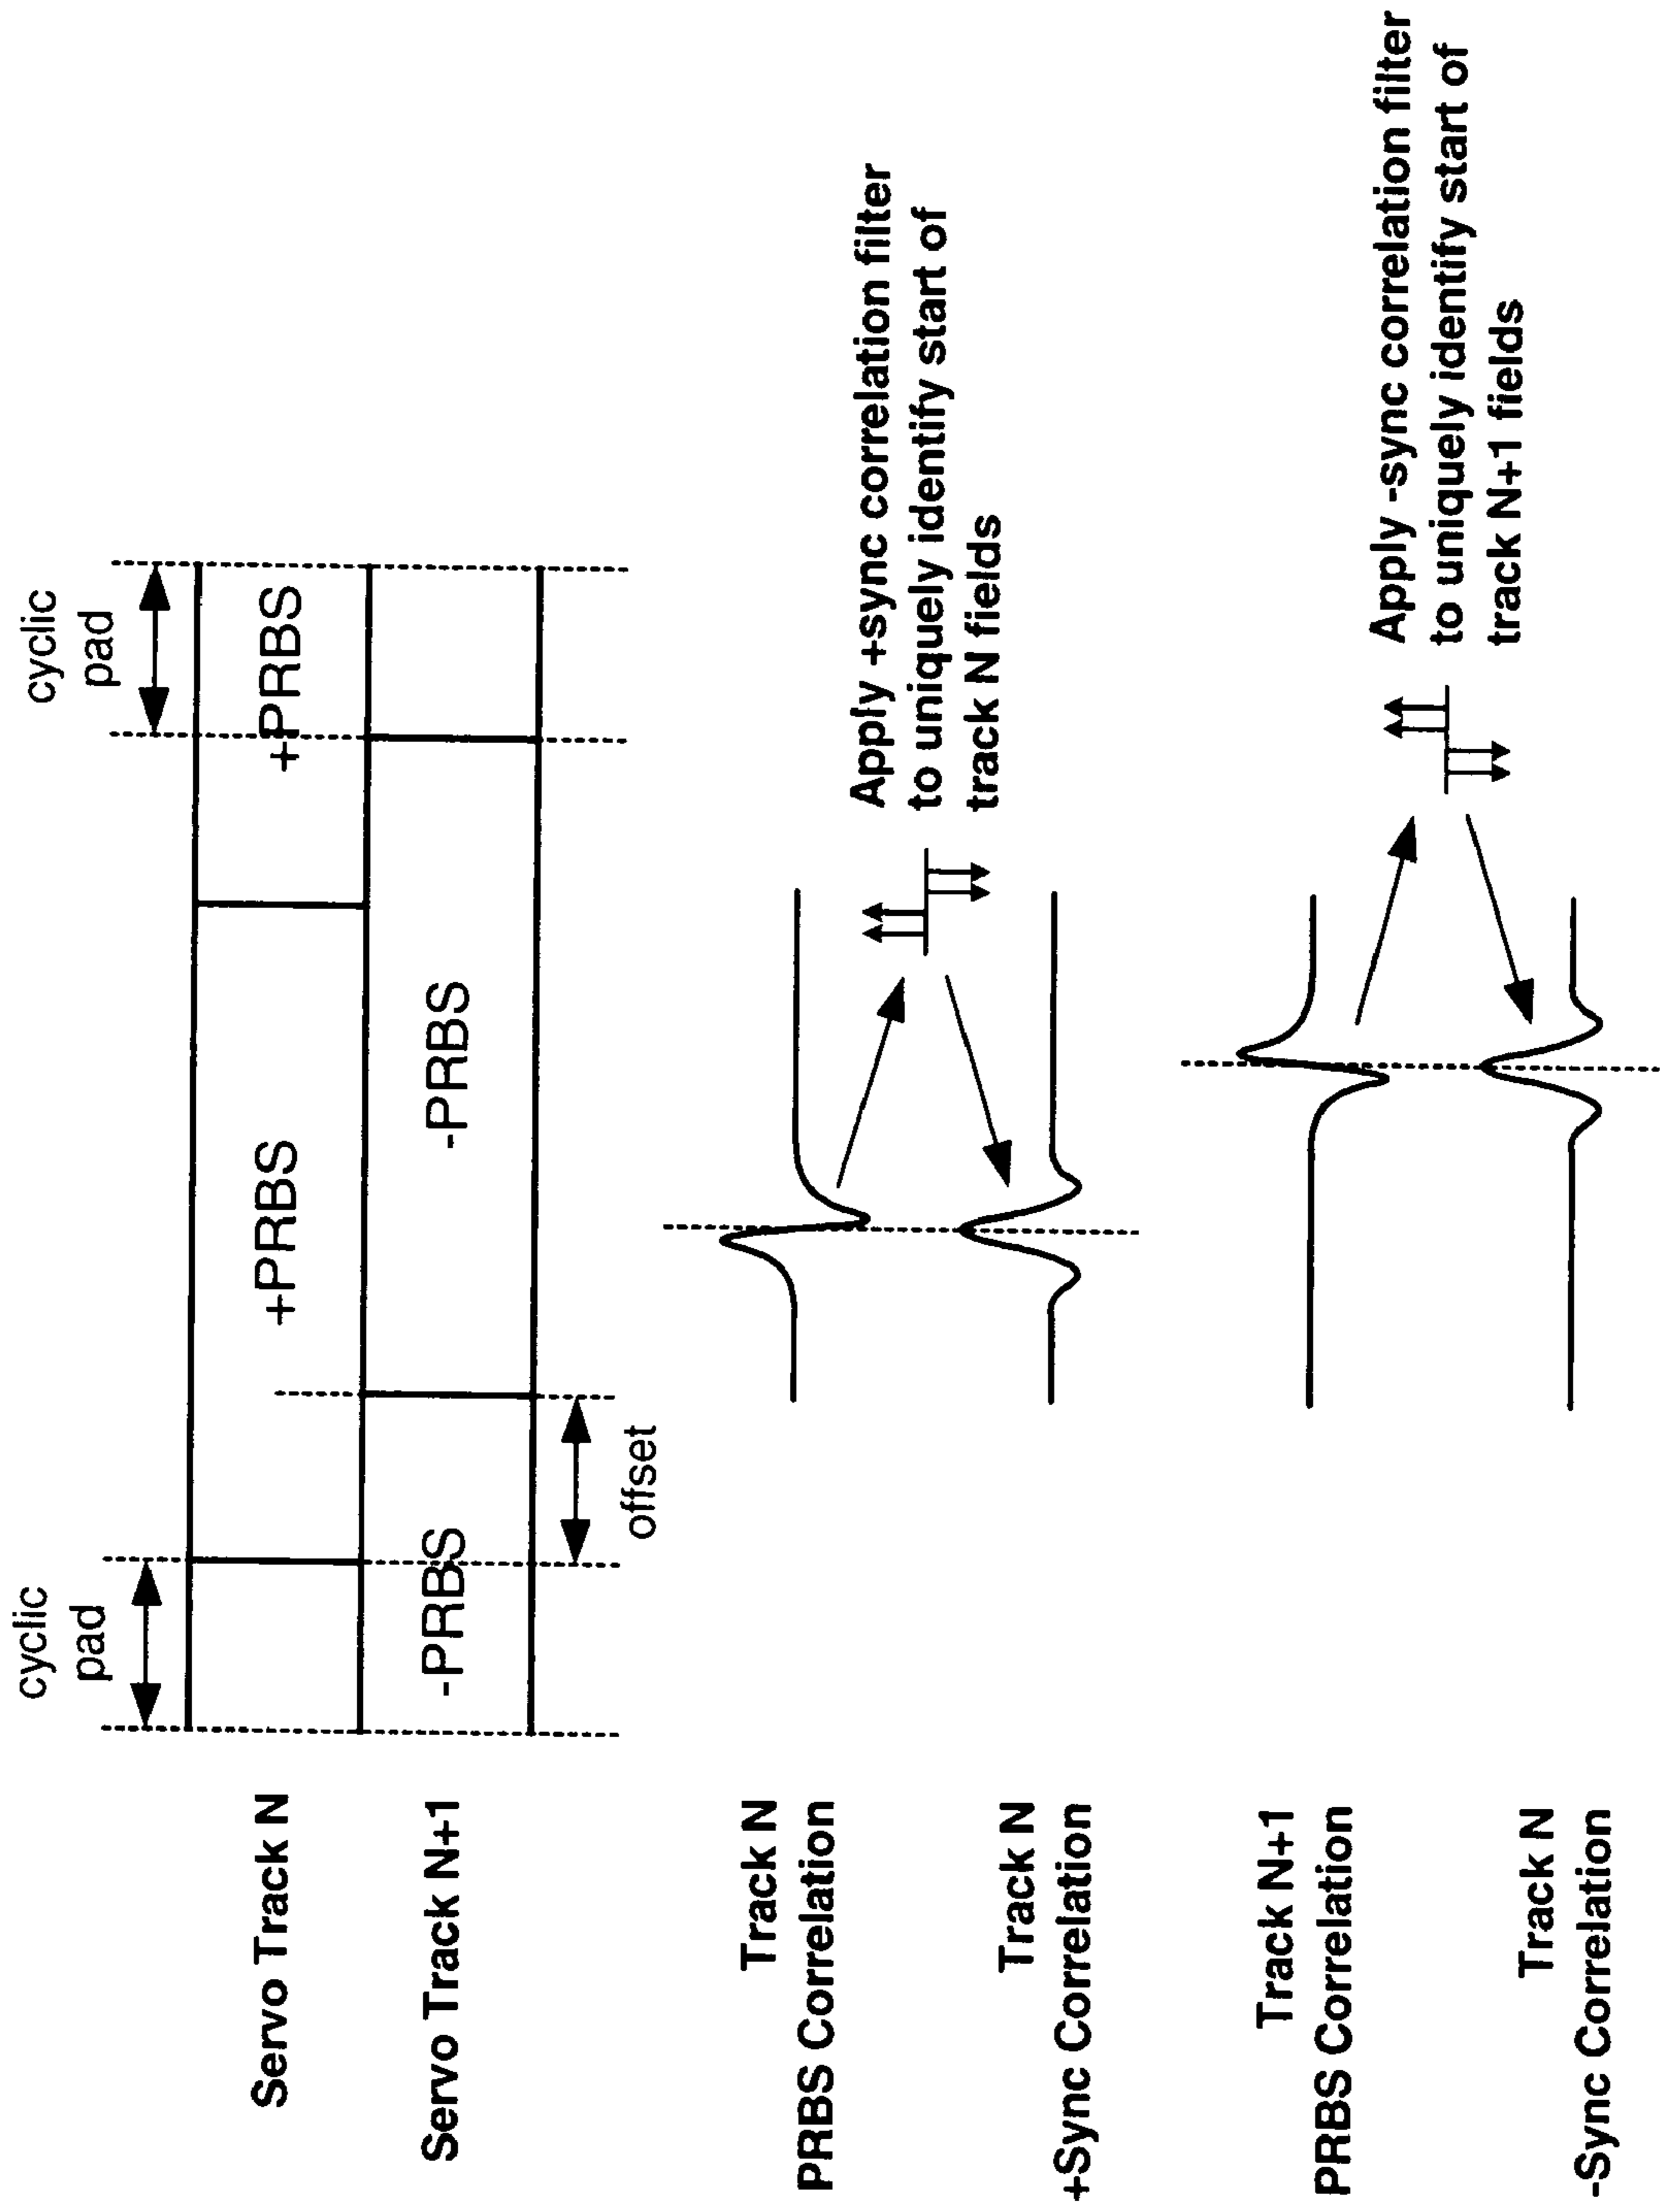 cyclic
pad
cyclic
pad
Servo Track N
+PRBS
+PRBS
Servo Track N+1
-PRBS
-PRBS
offset
Track N
PRBS Correlation
Apply +sync correlation filter
to uniquely identify start of
track N fields
Track N
+Sync Correlation
Track N+1
PRBS Correlation
Apply -sync correlation filter
to uniquely identify start of
track N+1 fields
Track N
-Sync Correlation